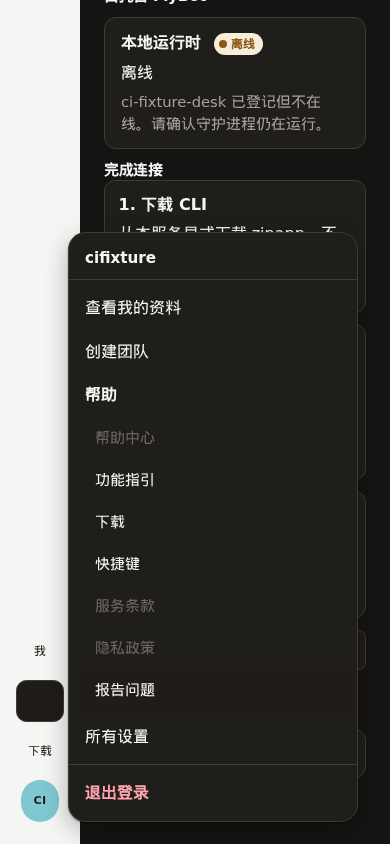 本地运行时
离线
离线
ci-fixture-desk 已登记但不在
线。请确认守护进程仍在运行。
完成连接
1. 下载 CLI
cifixture
查看我的资料
创建团队
帮助
帮助中心
功能指引
下载
快捷键
服务条款
隐私政策
报告问题
所有设置
退出登录
我
下载
CI